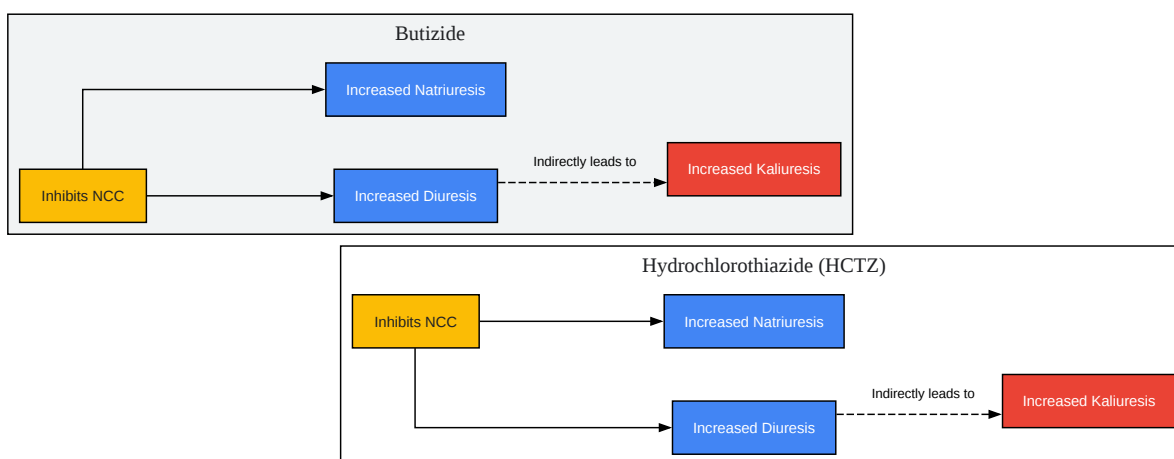 Butizide
Increased Natriuresis
Indirectly leads to
Increased Kaliuresis
Inhibits NCC
Increased Diuresis
Hydrochlorothiazide (HCTZ)
Inhibits NCC
Increased Natriuresis
Indirectly leads to
Increased Kaliuresis
Increased Diuresis